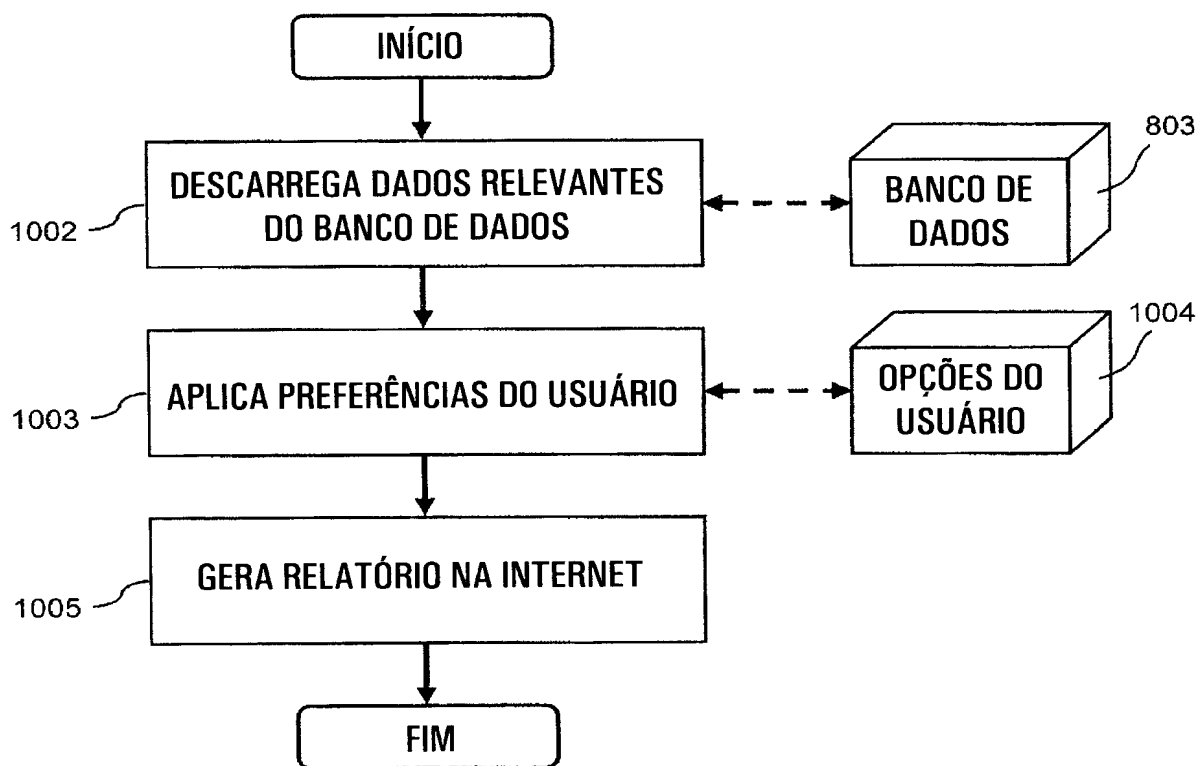 INÍCIO
DESCARREGA DADOS RELEVANTES
DO BANCO DE DADOS
1002
BANCO DE
DADOS
803
APLICA PREFERÊNCIAS DO USUÁRIO
1003
OPÇÕES DO
USUÁRIO
1004
GERA RELATÓRIO NA INTERNET
1005
FIM